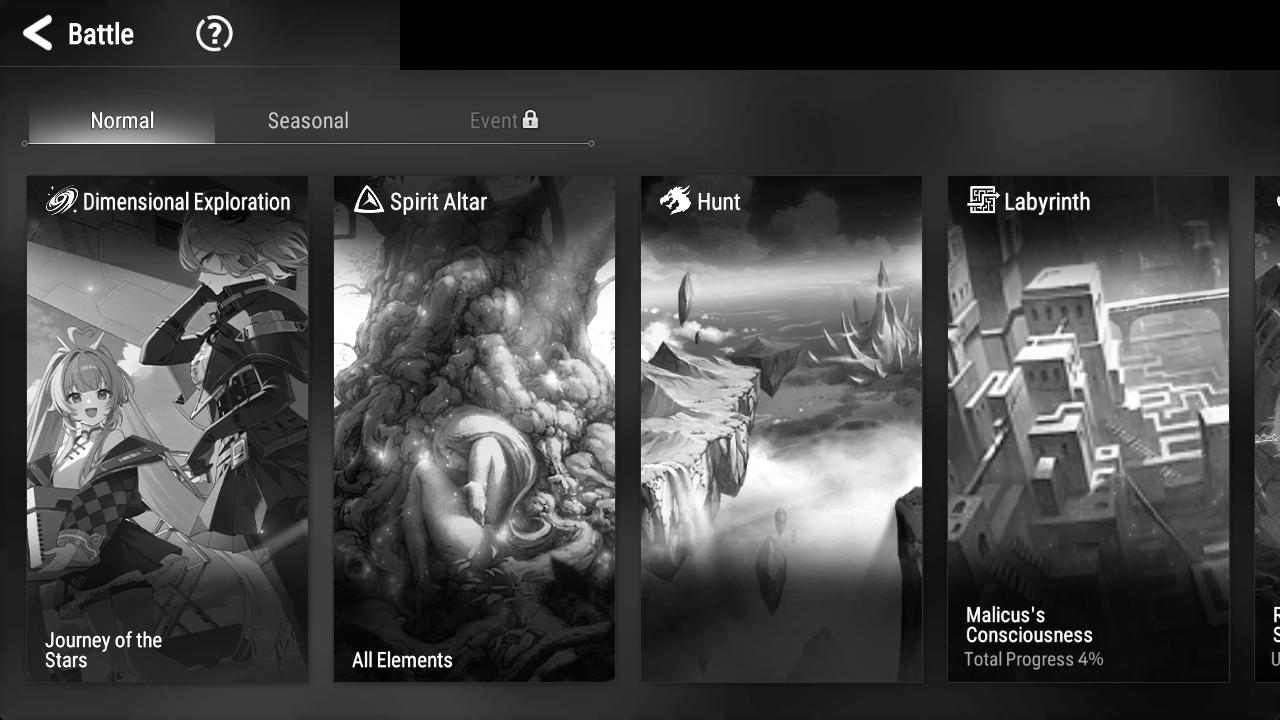 Battle
Normal
Seasonal
Event
Dimensional Exploration
Spirit Altar
Hunt
Labyrinth
Journey of the
Stars
All Elements
Malicus's
Consciousness
Total Progress 4%